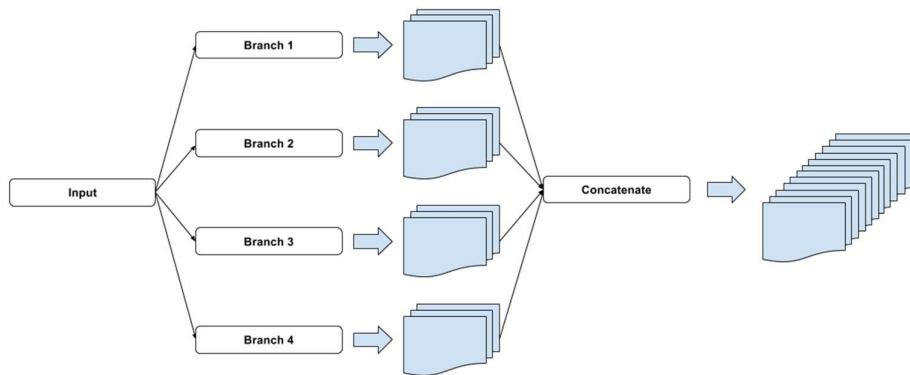 Branch 1
Branch 2
Input
Concatenate
Branch 3
Branch 4